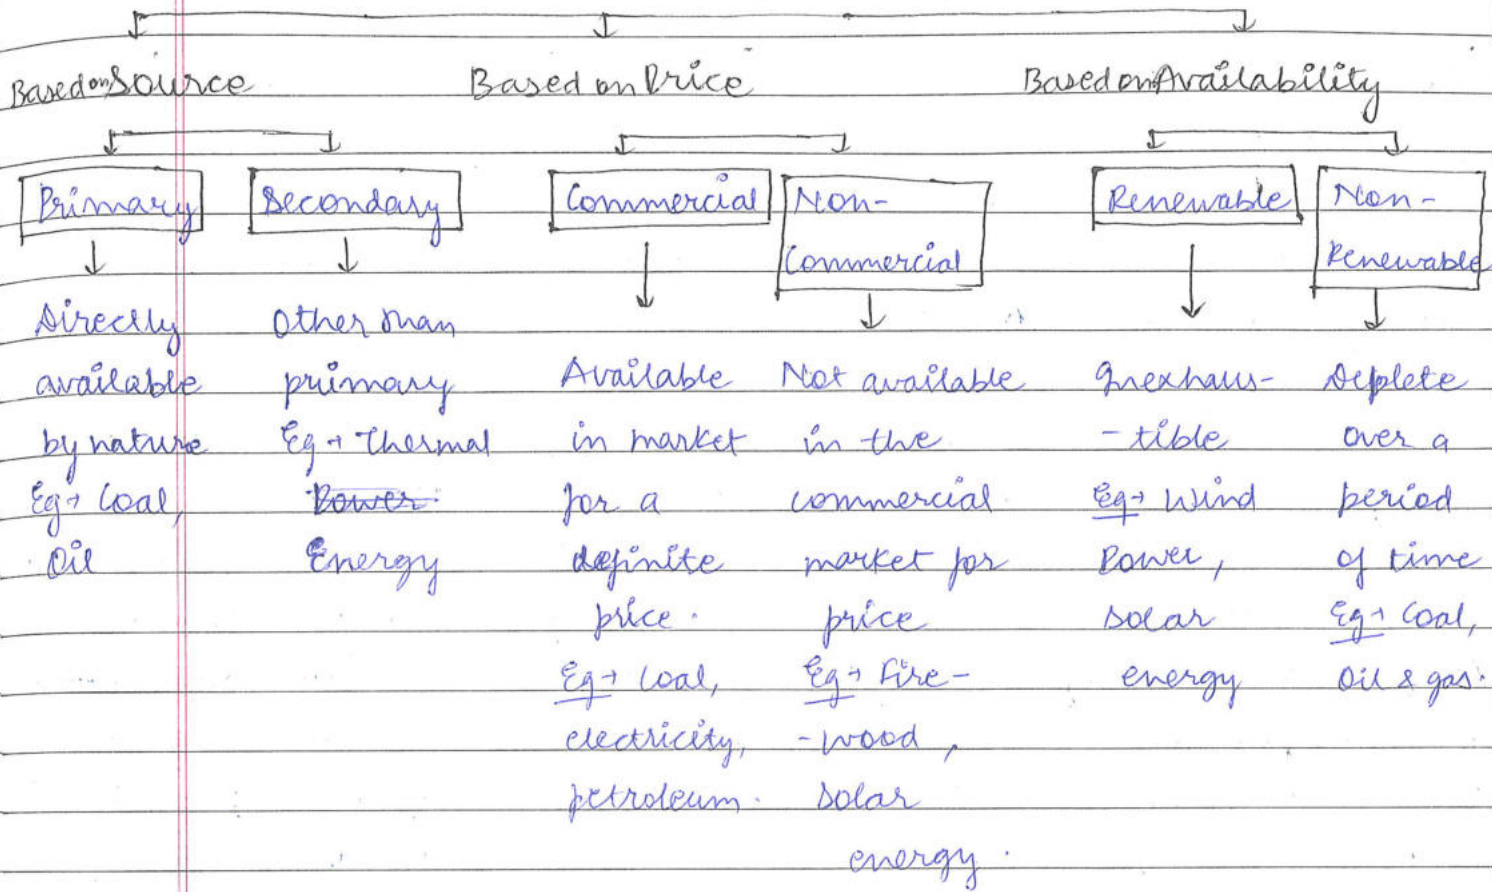 Based on Source
Based on Price
Based on Availability
Primary
Secondary
Commercial
Non-
Commercial
Renewable
Non-
Renewable
Directly
available
by nature
Eg → Coal,
Oil
Other than
primary
Eg → Thermal
Power
Energy
Available
in market
for a
definite
price.
Eg → Coal,
electricity,
petroleum.
Not available
in the
commercial
market for
price
Eg → Fire-
-wood,
solar
energy.
Inexhaus-
-tible
Eg → Wind
Power,
solar
energy
Deplete
over a
period
of time
Eg → Coal,
Oil & gas.